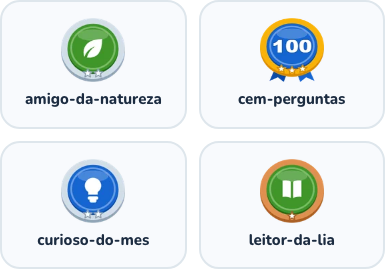 amigo-da-natureza
100
cem-perguntas
curioso-do-mes
leitor-da-lia